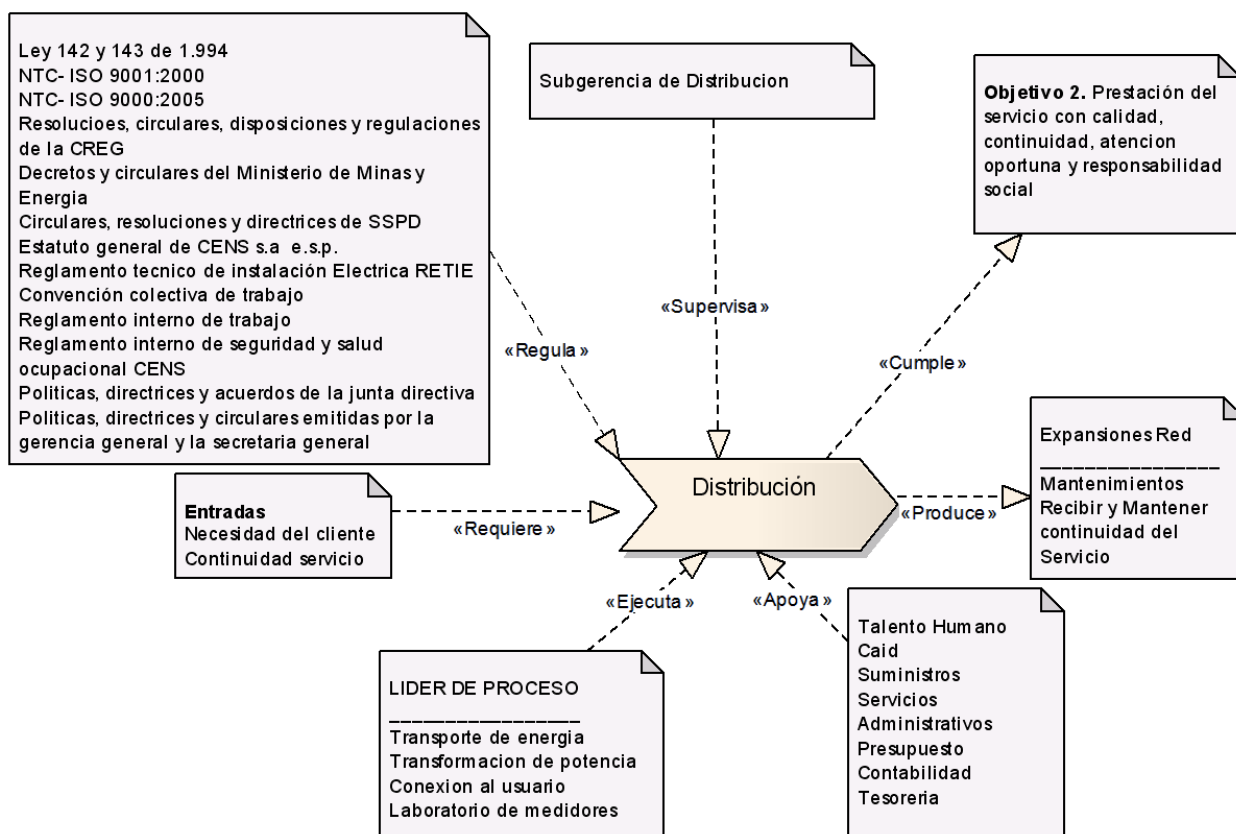 Ley 142 y 143 de 1.994
NTC- ISO 9001:2000
NTC- ISO 9000:2005
Resolucioes, circulares, disposiciones y regulaciones
de la CREG
Decretos y circulares del Ministerio de Minas y
Energia
Circulares, resoluciones y directrices de SSPD
Estatuto general de CENS s.a e.s.p.
Reglamento tecnico de instalación Electrica RETIE
Convención colectiva de trabajo
Reglamento interno de trabajo
Reglamento interno de seguridad y salud
ocupacional CENS
Politicas, directrices y acuerdos de la junta directiva
Politicas, directrices y circulares emitidas por la
gerencia general y la secretaria general
Subgerencia de Distribucion
Objetivo 2. Prestación del
servicio con calidad,
continuidad, atencion
oportuna y responsabilidad
social
«Supervisa»
«Regula»
«Cumple»
Entradas
Necesidad del cliente
Continuidad servicio
«Requiere»
Distribución
«Produce»
Expansiones Red
________________
Mantenimientos
Recibir y Mantener
continuidad del
Servicio
«Ejecuta»
«Apoya»
LIDER DE PROCESO
_________________
Transporte de energia
Transformacion de potencia
Conexion al usuario
Laboratorio de medidores
Talento Humano
Caid
Suministros
Servicios
Administrativos
Presupuesto
Contabilidad
Tesoreria